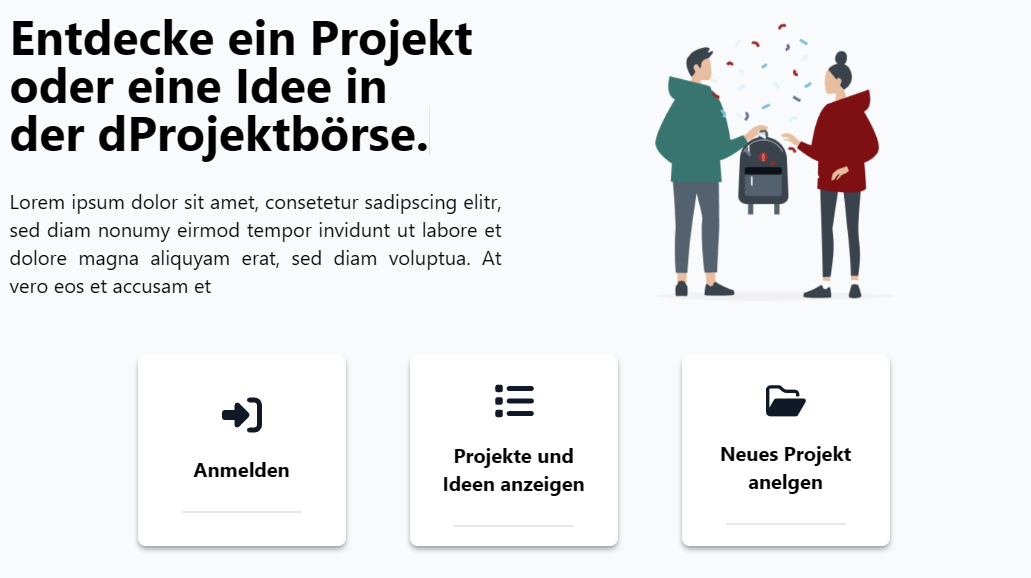 Entdecke ein Projekt
oder eine Idee in
der dProjektbörse.
Lorem ipsum dolor sit amet, consetetur sadipscing elitr,
sed diam nonumy eirmod tempor invidunt ut labore et
dolore magna aliquyam erat, sed diam voluptua. At
vero eos et accusam et
Anmelden
Projekte und
Ideen anzeigen
Neues Projekt
anelgen